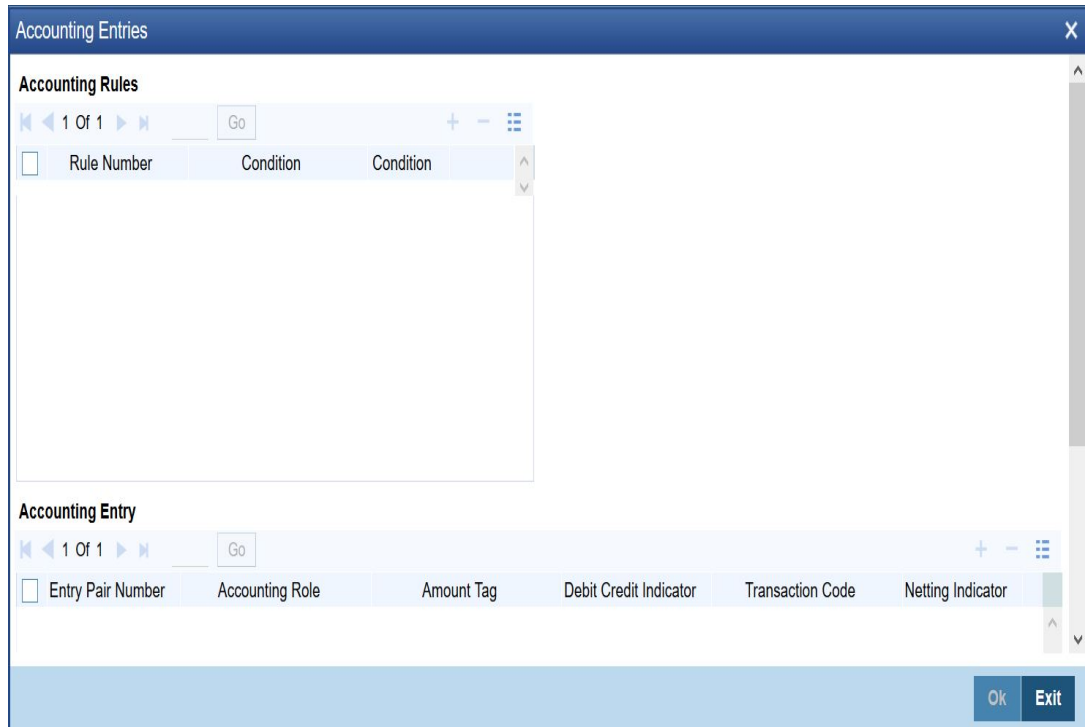 Accounting Entries X
Accounting Rules
1 Of 1 Go
Rule Number Condition Condition
Accounting Entry
1 Of 1 Go
Entry Pair Number Accounting Role Amount Tag Debit Credit Indicator Transaction Code Netting Indicator
Ok Exit